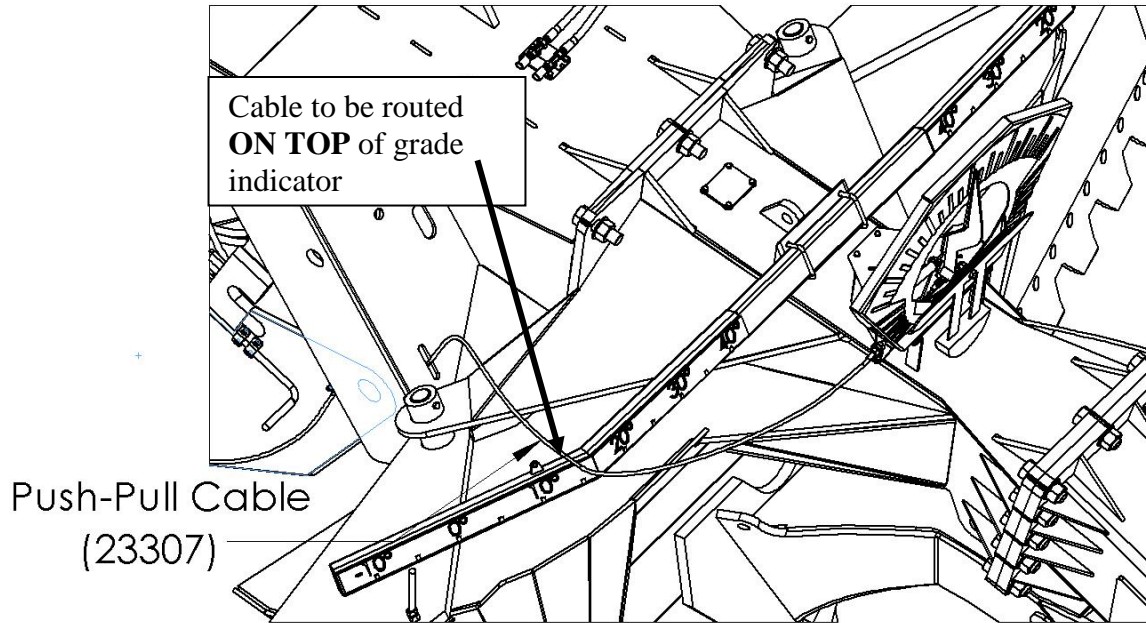 Cable to be routed
ON TOP of grade
indicator
20°
30°
40°
40°
30°
20°
10°
0°
-10°
Push-Pull Cable
(23307)